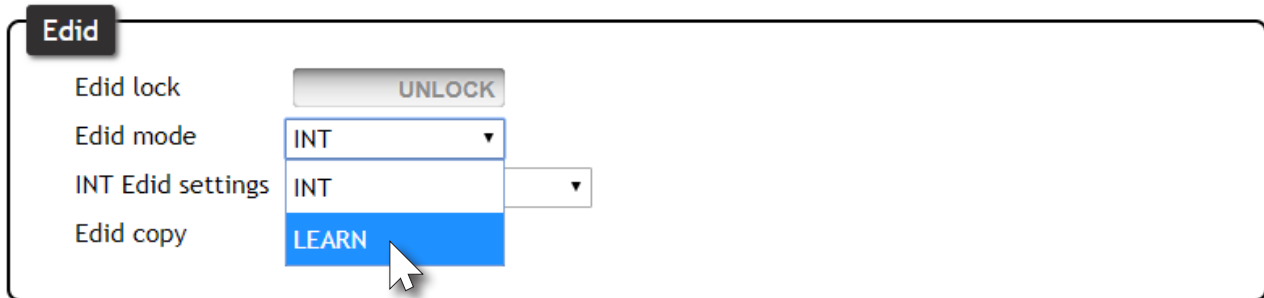 Edid
Edid lock UNLOCK
Edid mode INT
INT Edid settings INT
Edid copy LEARN